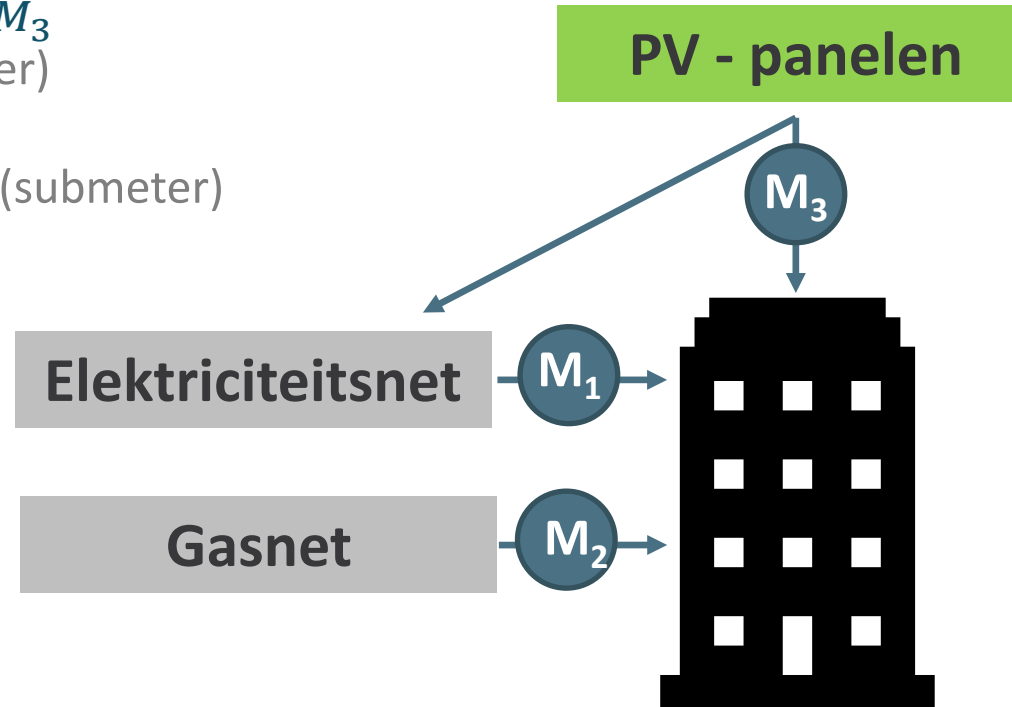 M₃
er)
(submeter)
PV - panelen
M₃
Elektriciteitsnet
M₁
Gasnet
M₂